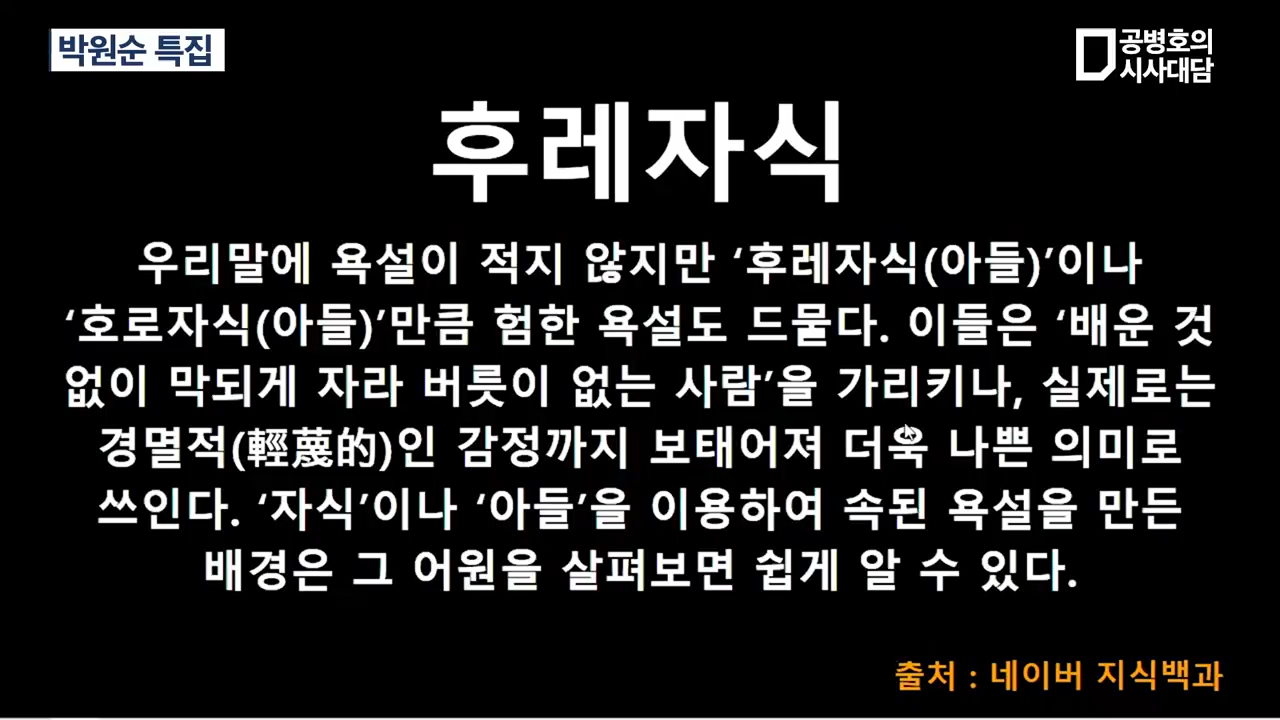 박원순 특집
공병호의
시사대담
후레자식
우리말에 욕설이 적지 않지만 ‘후레자식(아들)’이나
‘호로자식(아들)’만큼 험한 욕설도 드물다. 이들은 ‘배운 것
없이 막되게 자라 버릇이 없는 사람’을 가리키나, 실제로는
경멸적(輕蔑的)인 감정까지 보태어져 더욱 나쁜 의미로
쓰인다. ‘자식’이나 ‘아들’을 이용하여 속된 욕설을 만든
배경은 그 어원을 살펴보면 쉽게 알 수 있다.
출처 : 네이버 지식백과